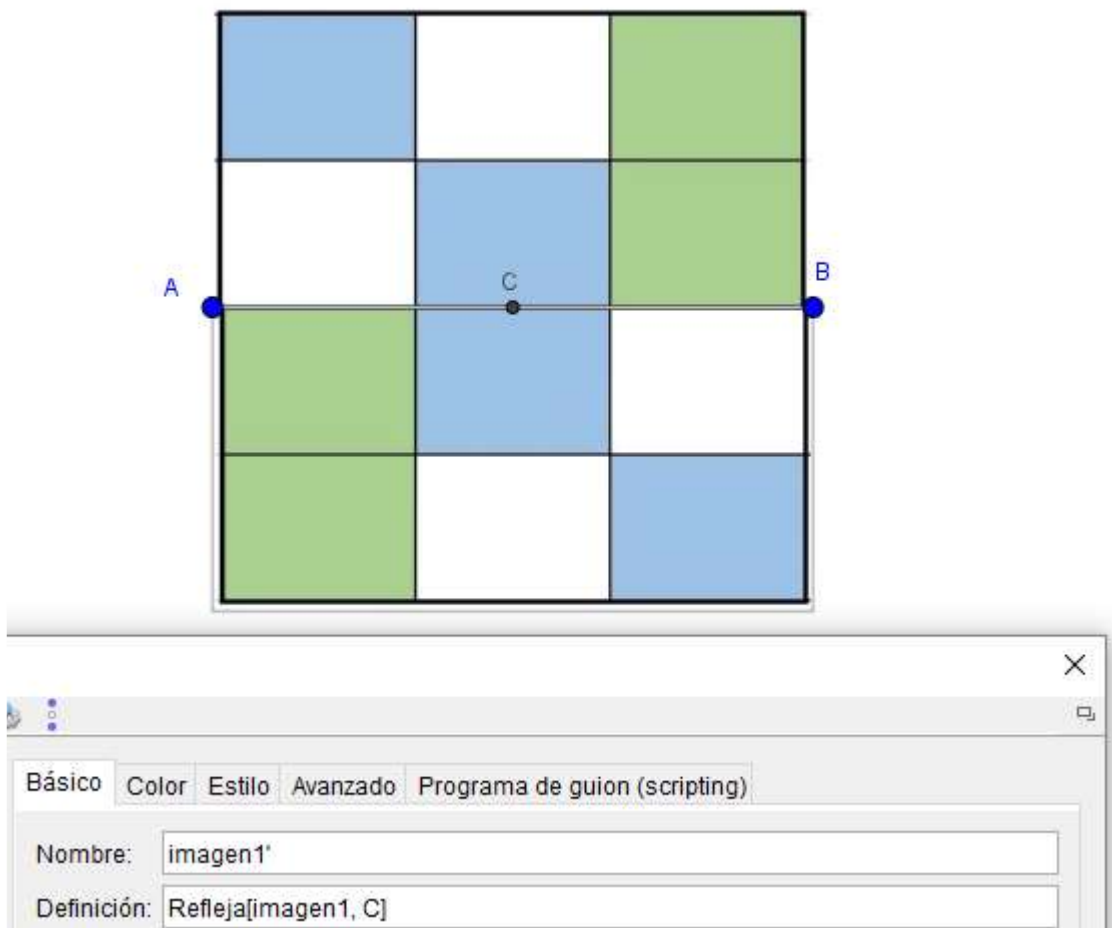 C
B
A
Básico Color Estilo Avanzado Programa de guion (scripting)
Nombre: imagen1'
Definición: Refleja[imagen1, C]